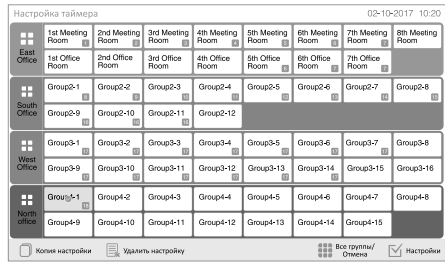 Настройка таймера 02-10-2017 10:20
East Office
1st Meeting Room 2nd Meeting Room 3rd Meeting Room 4th Meeting Room 5th Meeting Room 6th Meeting Room 7th Meeting Room 8th Meeting Room
1st Office Room 2nd Office Room 3rd Office Room 4th Office Room 5th Office Room 6th Office Room 7th Office Room
South Office
Group2-1 Group2-2 Group2-3 Group2-4 Group2-5 Group2-6 Group2-7 Group2-8
Group2-9 Group2-10 Group2-11 Group2-12
West Office
Group3-1 Group3-2 Group3-3 Group3-4 Group3-5 Group3-6 Group3-7 Group3-8
Group3-9 Group3-10 Group3-11 Group3-12 Group3-13 Group3-14 Group3-15 Group3-16
North office
Group4-2 Group4-3 Group4-4 Group4-5 Group4-6 Group4-7 Group4-8
Group4-9 Group4-10 Group4-11 Group4-12 Group4-13 Group4-14 Group4-15
Копия настройки Удалить настройку Все группы/ Отмена Настройки